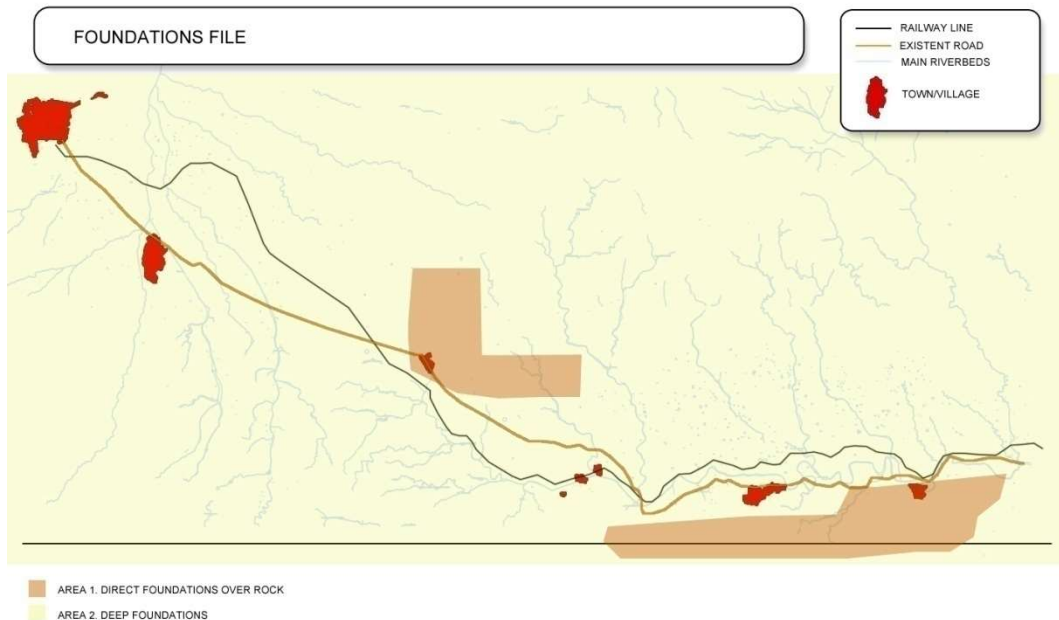 FOUNDATIONS FILE
RAILWAY LINE
EXISTENT ROAD
MAIN RIVERBEDS
TOWN/VILLAGE
AREA 1. DIRECT FOUNDATIONS OVER ROCK
AREA 2. DEEP FOUNDATIONS